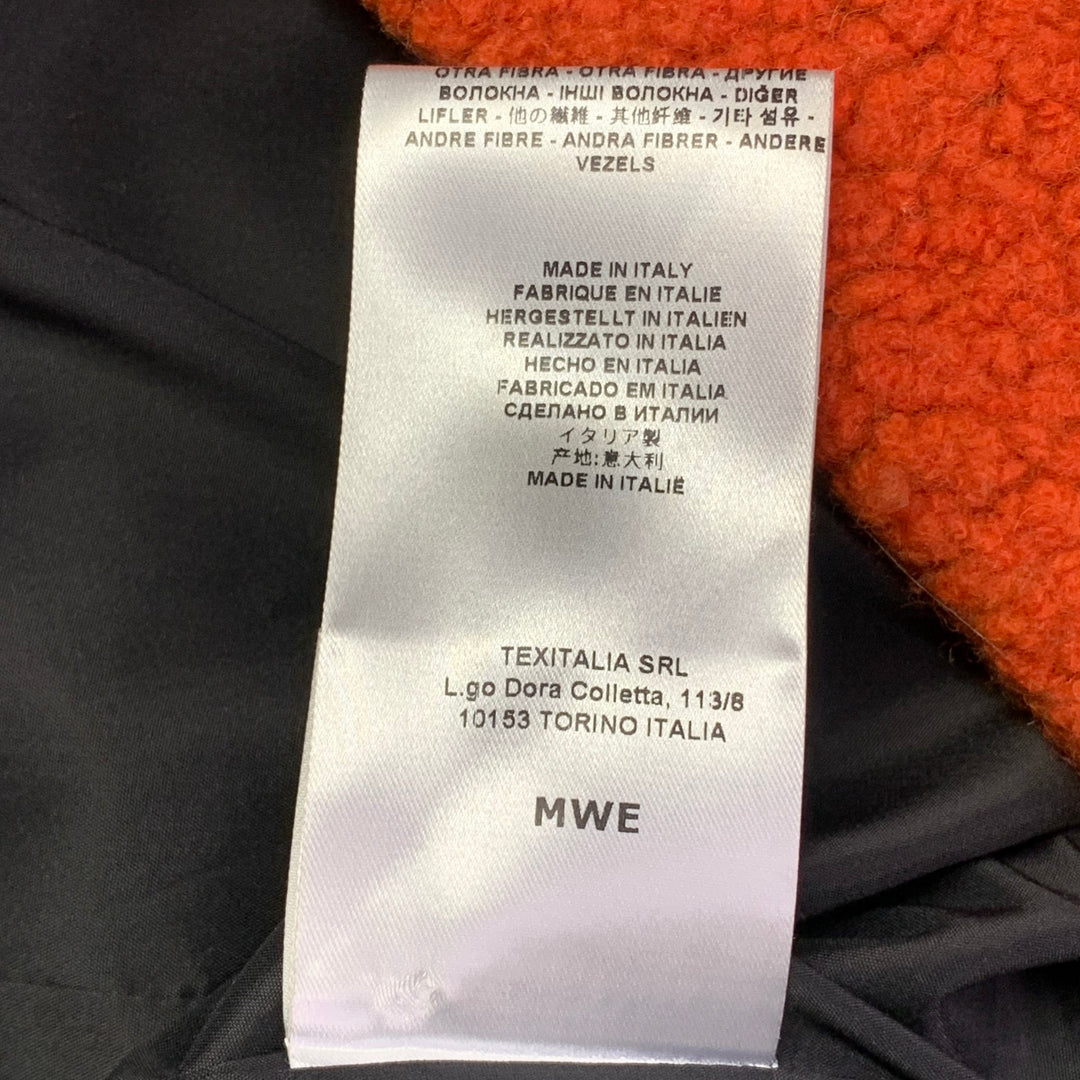 OTRA FIBRA - OTRA FIBRA - ДРУГИЕ
ВОЛОКНА - ІНШІ ВОЛОКНА - DIĞER
LIFLER - 他の繊維 - 其他纤维 - 기타 섬유 -
ANDRE FIBRE - ANDRA FIBRER - ANDERE
VEZELS
MADE IN ITALY
FABRIQUE EN ITALIE
HERGESTELLT IN ITALIEN
REALIZZATO IN ITALIA
HECHO EN ITALIA
FABRICADO EM ITALIA
СДЕЛАНО В ИТАЛИИ
イタリア製
产地:意大利
MADE IN ITALIË
TEXITALIA SRL
L.go Dora Colletta, 113/8
10153 TORINO ITALIA
MWE